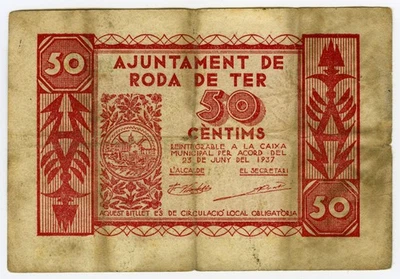 50
AJUNTAMENT DE
RODA DE TER
50
CÈNTIMS
REINTEGRABLE A LA CAIXA
MUNICIPAL PER ACORD DEL
23 DE JUNY DEL 1937
L'ALCALDE EL SECRETARI
AQUEST BITLLET ES DE CIRCULACIÓ LOCAL OBLIGATÒRIA
50